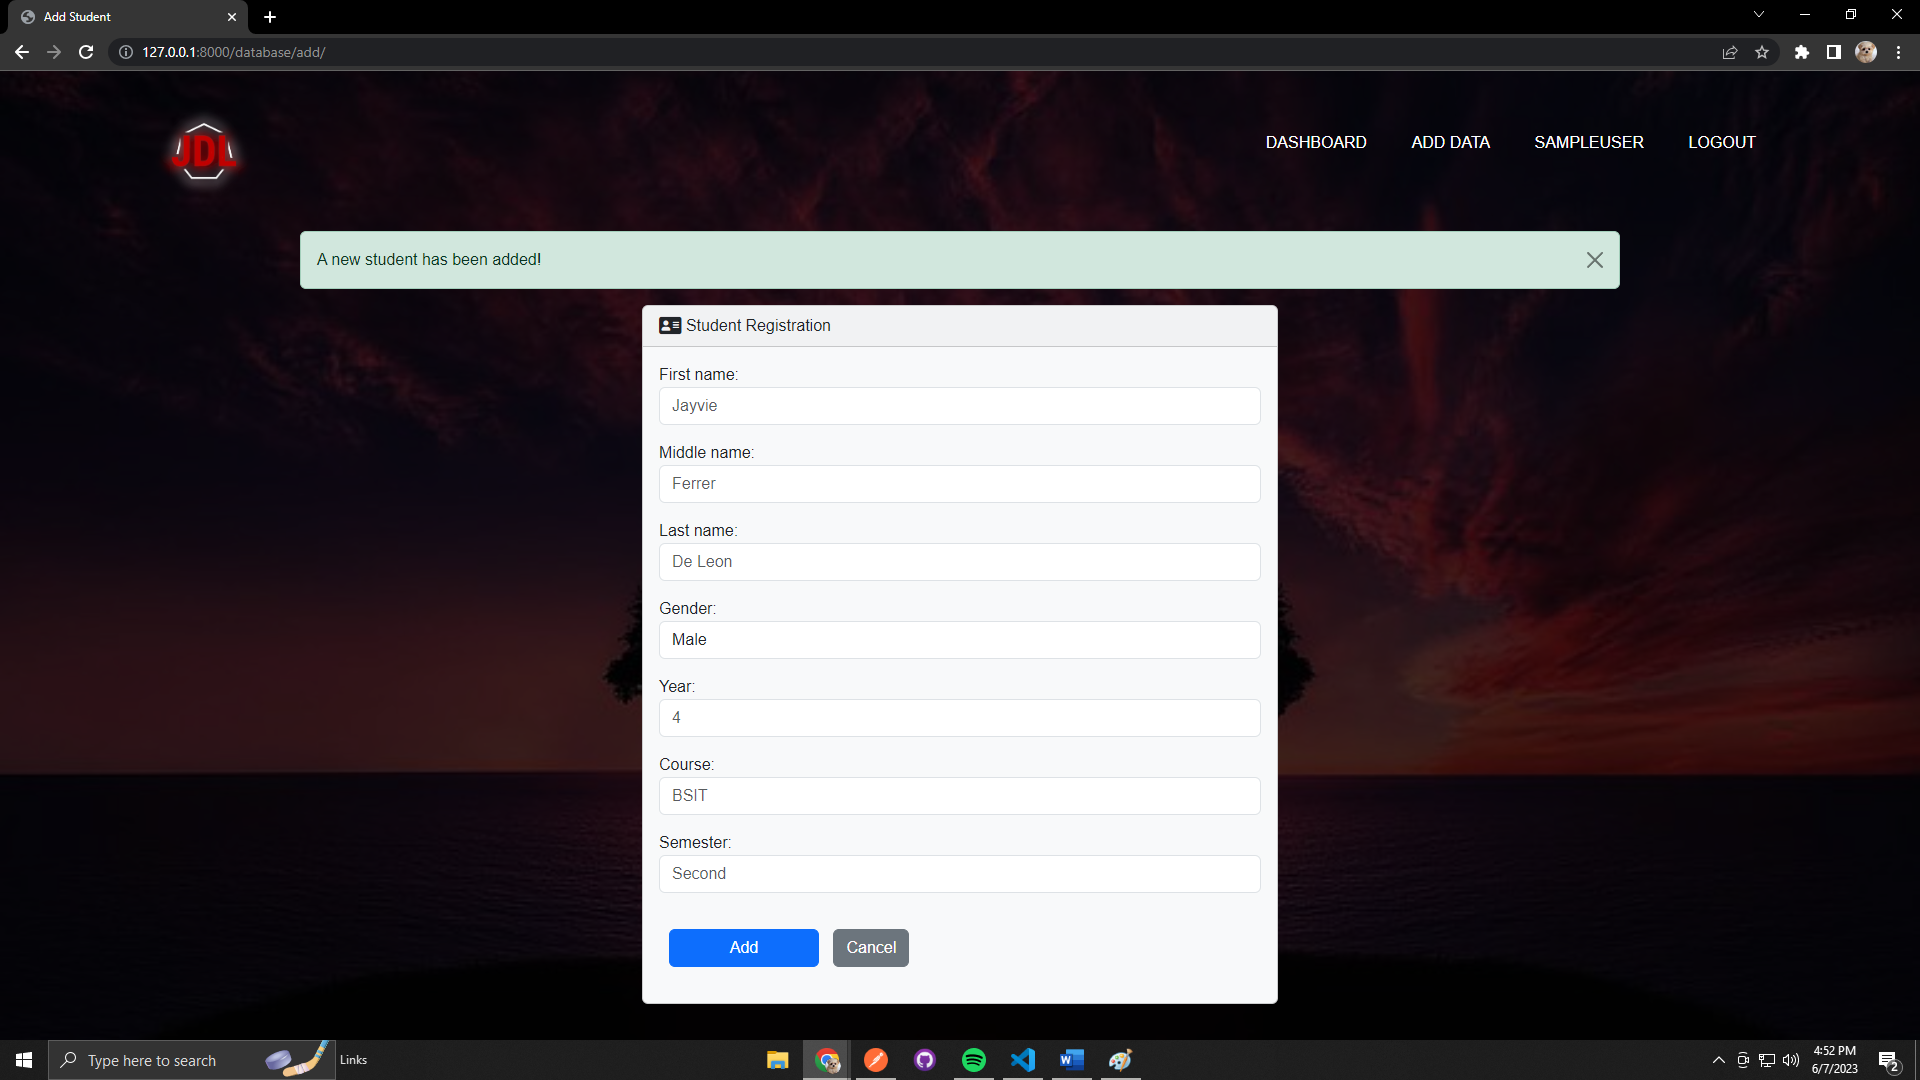 Add Student
127.0.0.1:8000/database/add/
JDL
DASHBOARD ADD DATA SAMPLEUSER LOGOUT
A new student has been added!
Student Registration
First name:
Jayvie
Middle name:
Ferrer
Last name:
De Leon
Gender:
Male
Year:
4
Course:
BSIT
Semester:
Second
Add Cancel
Type here to search
Links
W
4:52 PM
6/7/2023
2